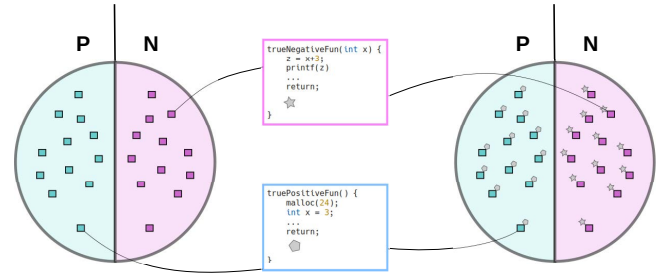 P N
trueNegativeFun(int x) {
z = x+3;
printf(z)
...
return;
}
P N
truePositiveFun() {
malloc(24);
int x = 3;
...
return;
}